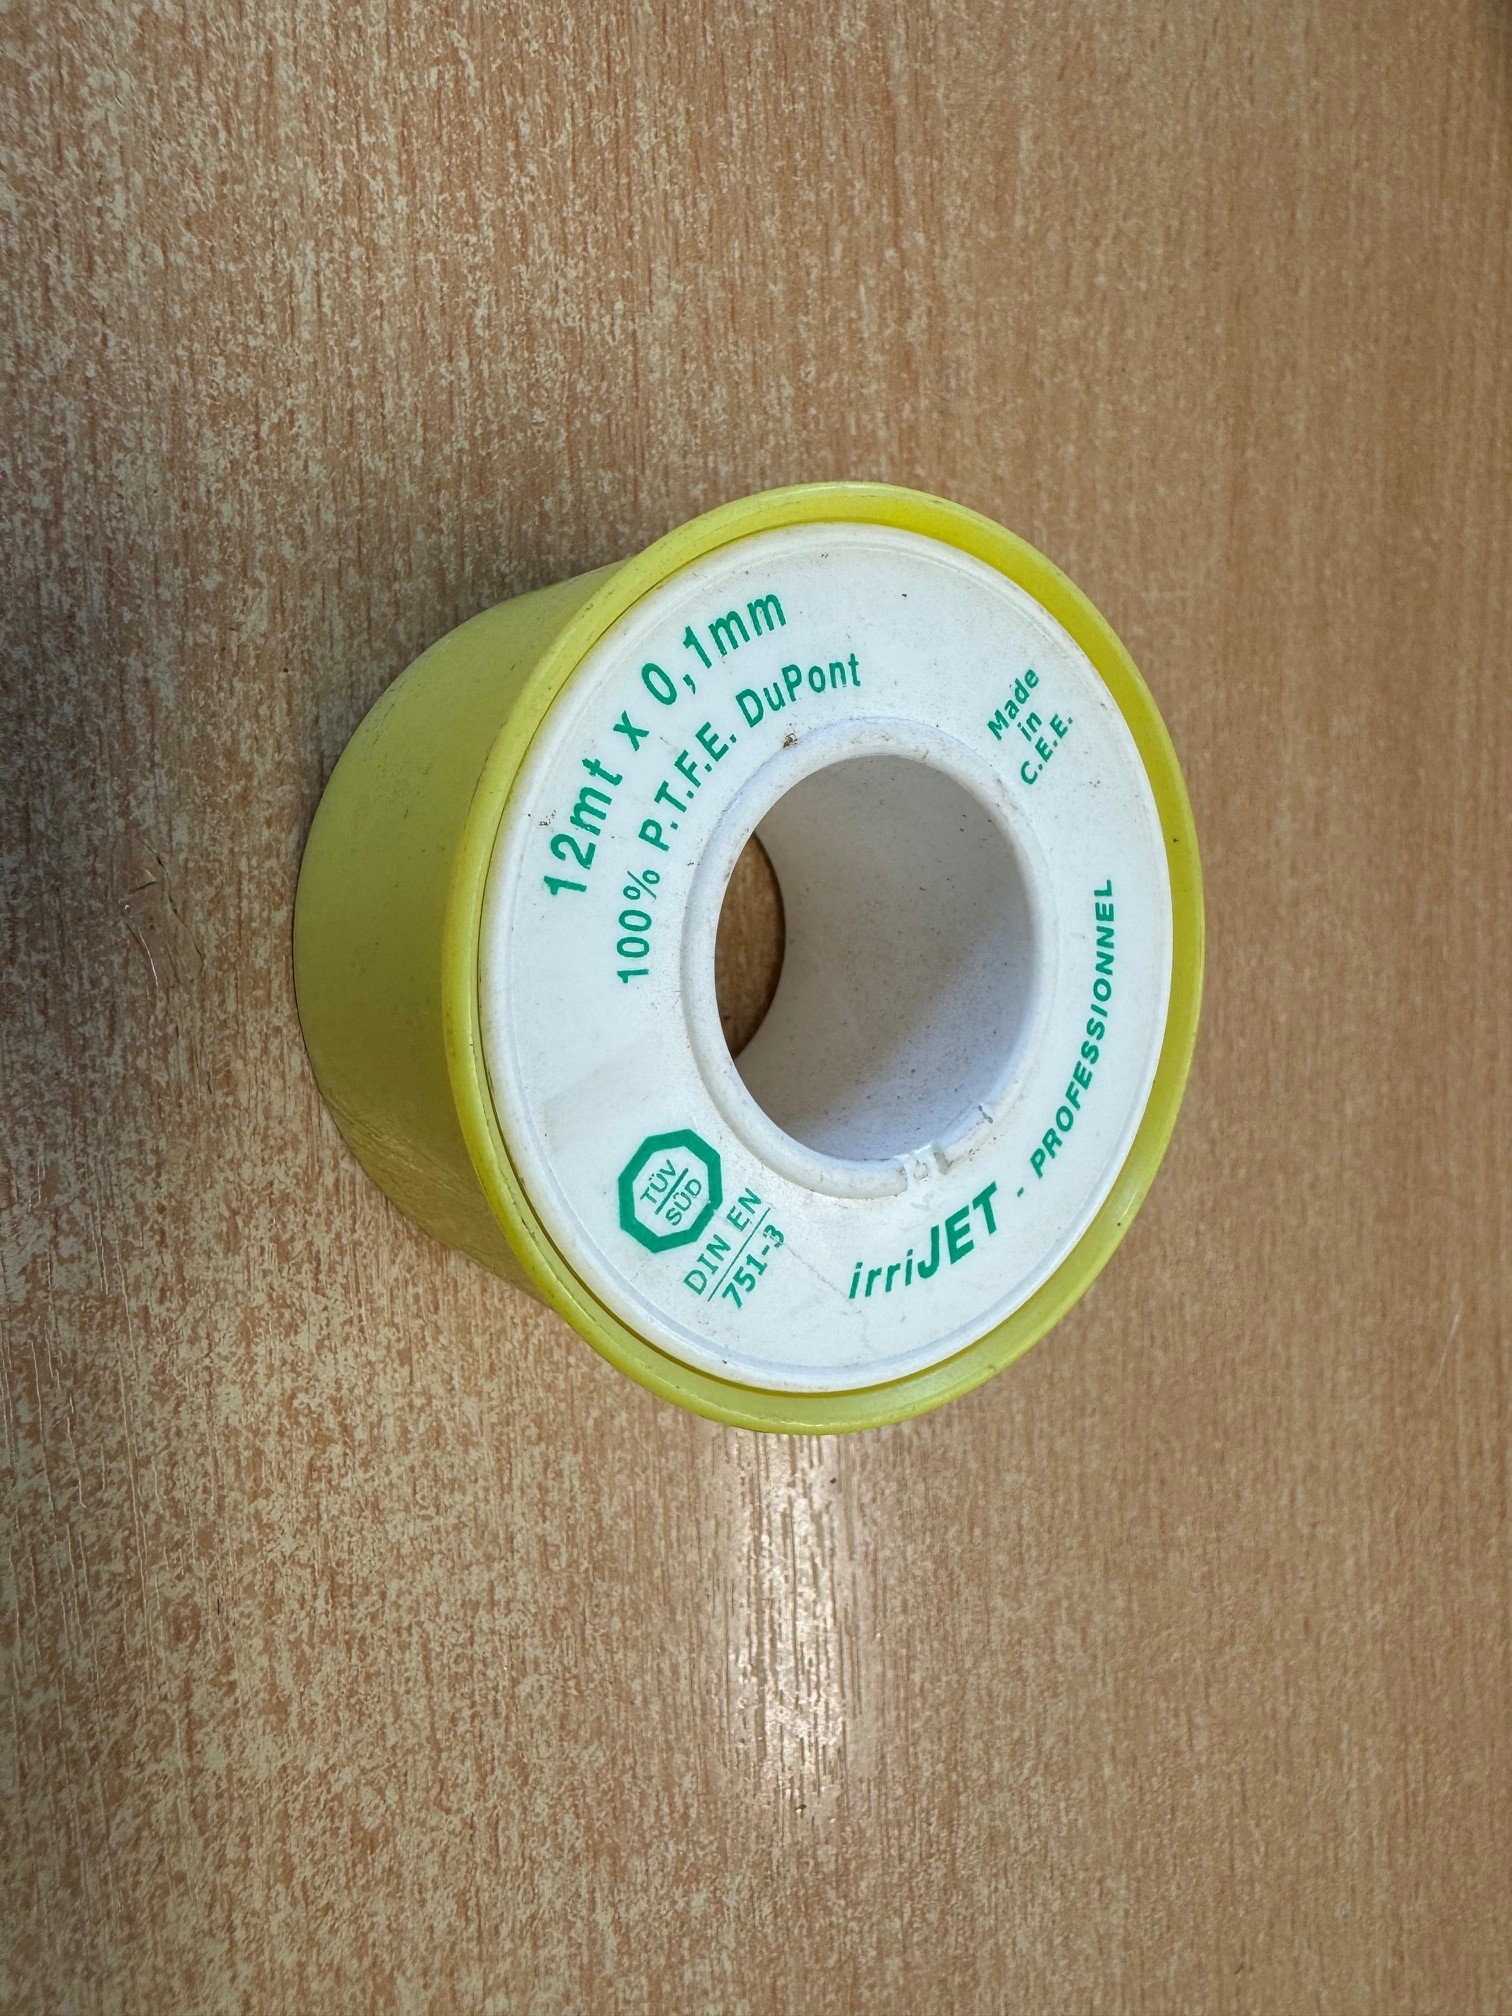 12mt x 0,1mm
100% P.T.F.E. DuPont
Made
in
C.E.E.
irriJET - PROFESSIONNEL
TÜV
SÜD
DIN EN
751-3